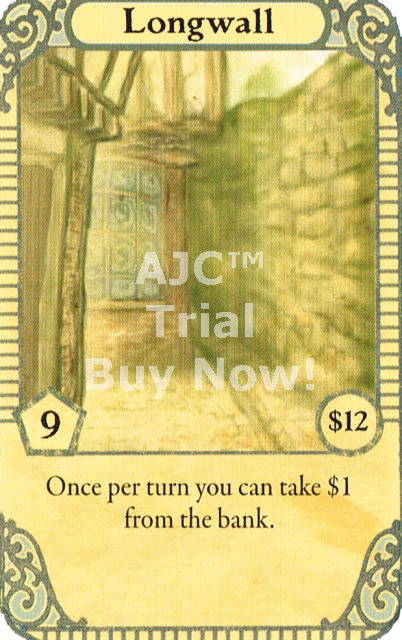 Longwall
AJC™
Trial
Buy Now!
9
$12
Once per turn you can take $1
from the bank.